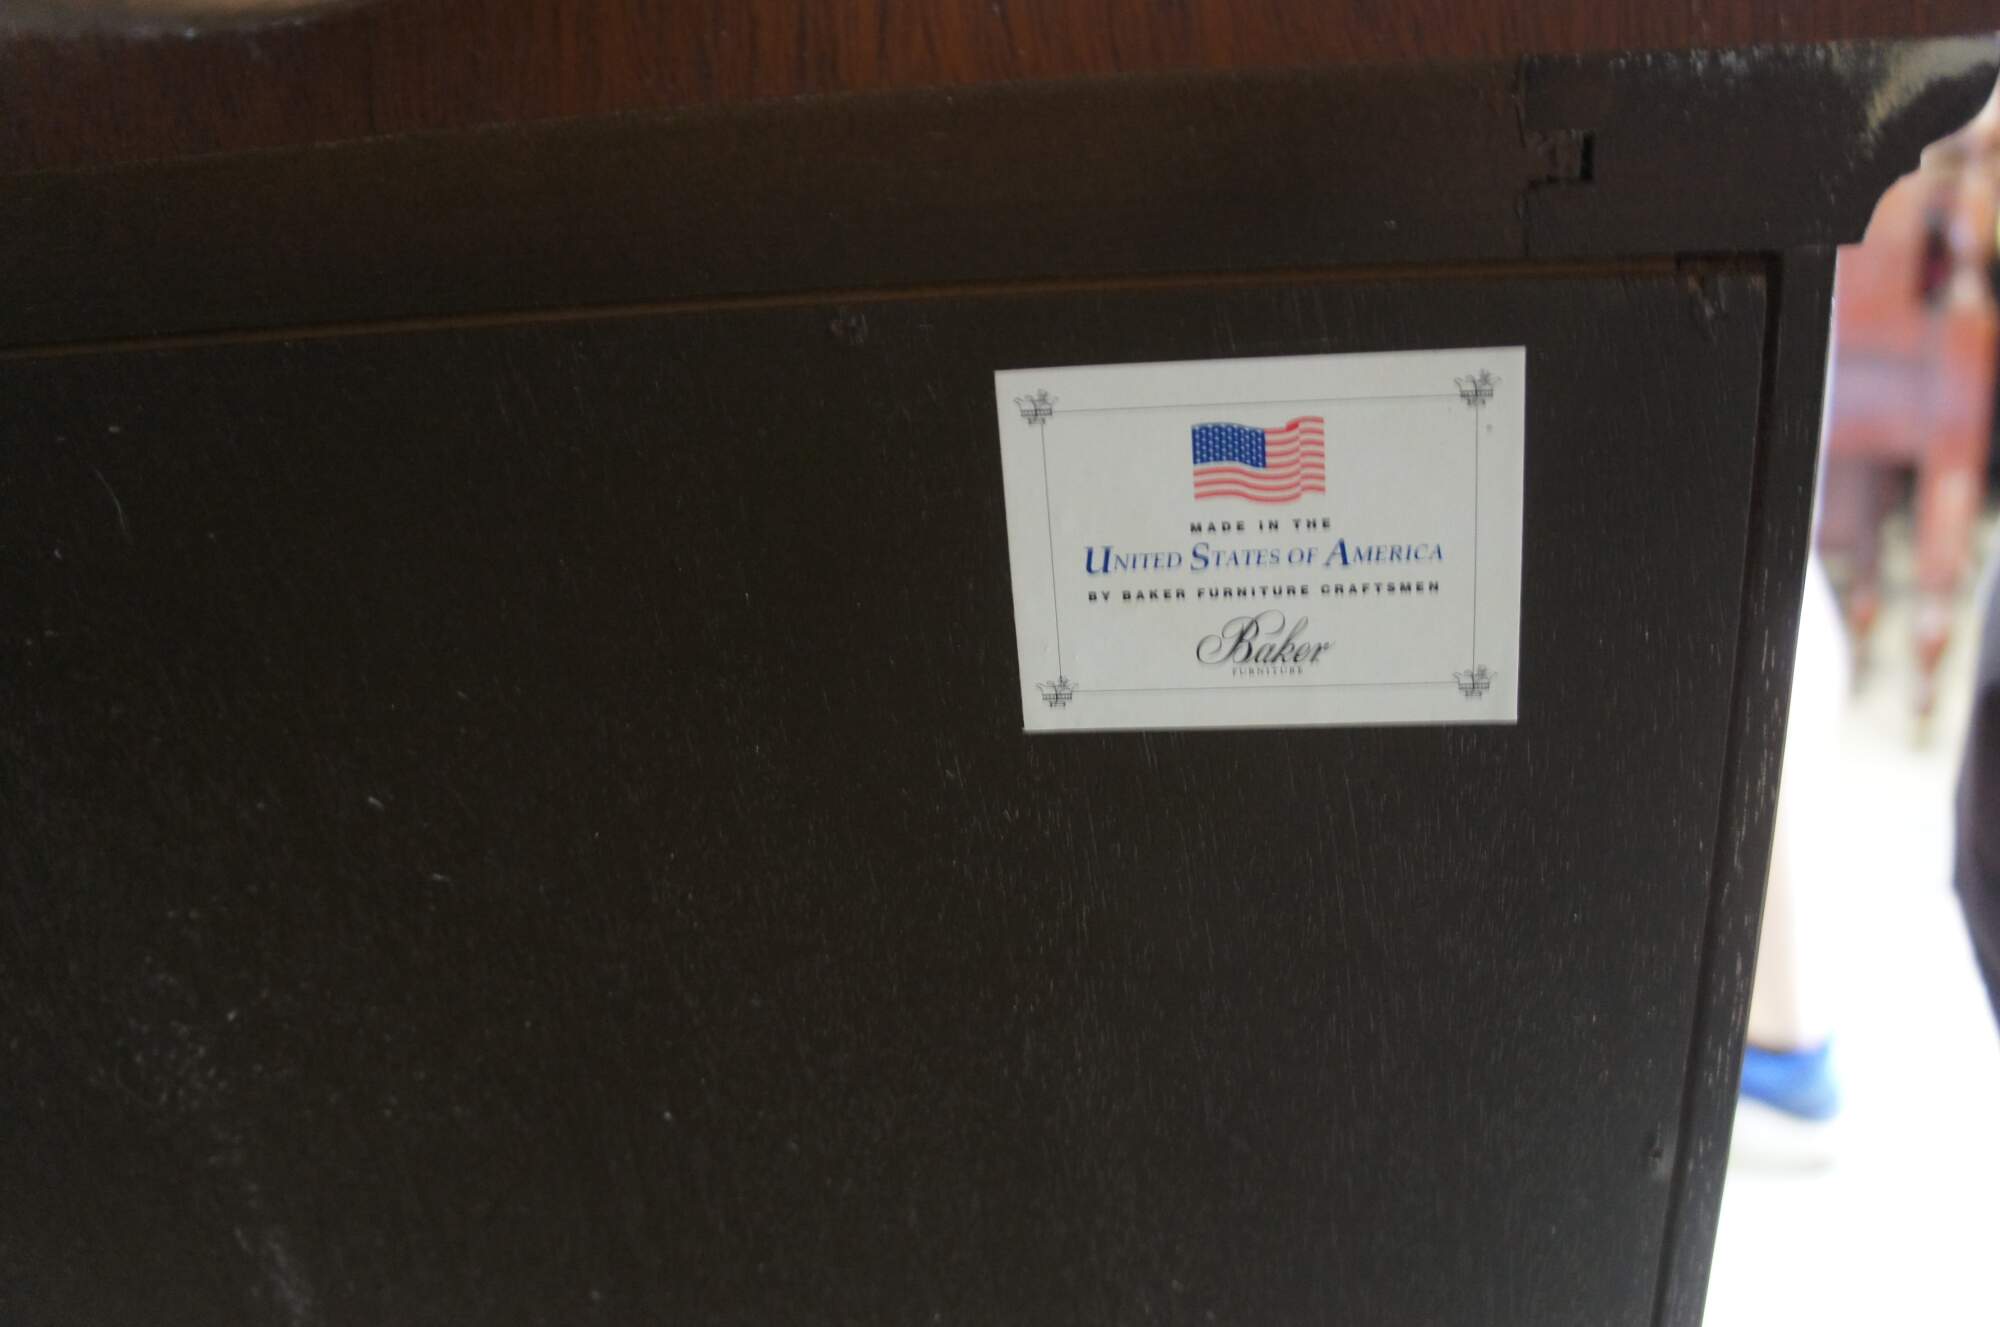 MADE IN THE
UNITED STATES OF AMERICA
BY BAKER FURNITURE CRAFTSMEN
Baker
FURNITURE